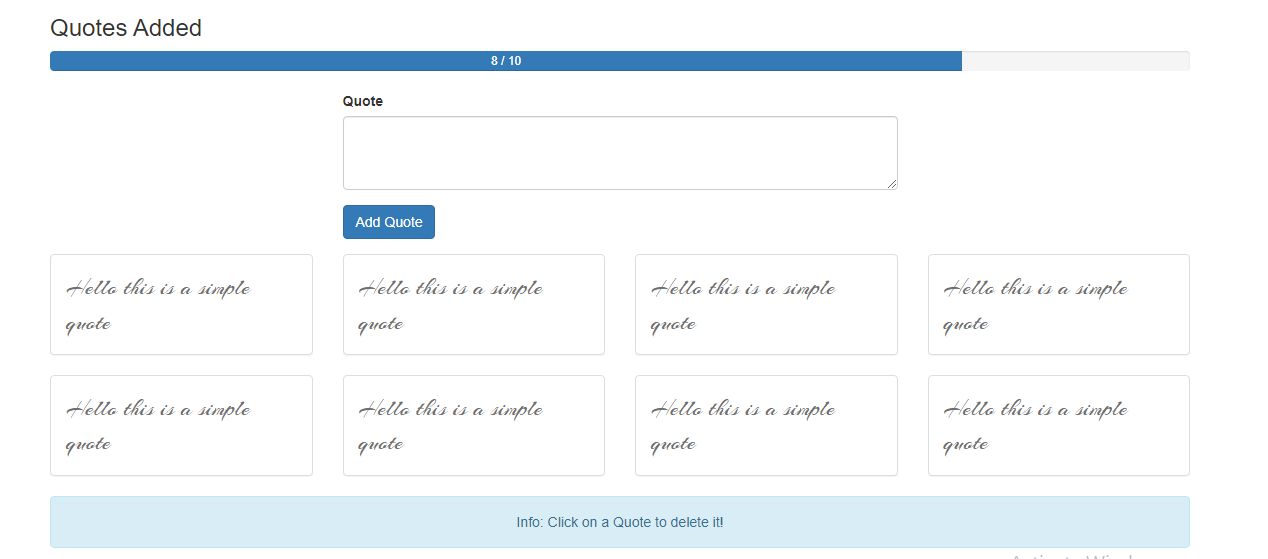 Quotes Added
8 / 10
Quote
Add Quote
Hello this is a simple
quote
Hello this is a simple
quote
Hello this is a simple
quote
Hello this is a simple
quote
Hello this is a simple
quote
Hello this is a simple
quote
Hello this is a simple
quote
Hello this is a simple
quote
Info: Click on a Quote to delete it!